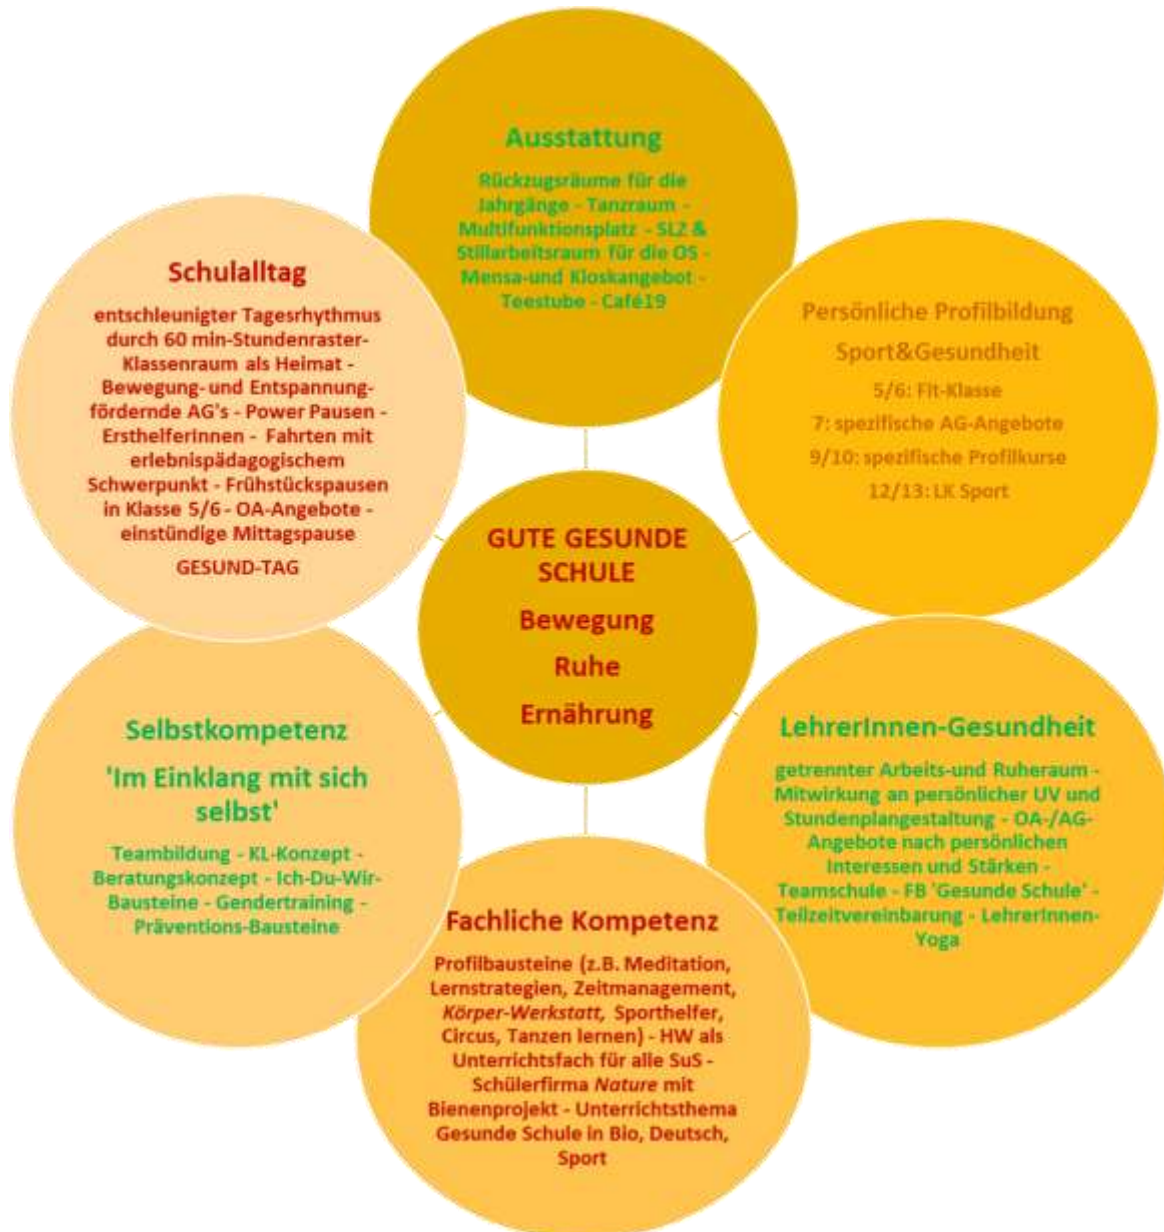 Ausstattung
Rückzugsräume für die
Jahrgänge - Tanzraum -
Multifunktionsplatz - SLZ &
Stillarbeitsraum für die OS -
Mensa-und Kioskangebot -
Teestube - Café19
Persönliche Profilbildung
Sport&Gesundheit
5/6: Fit-Klasse
7: spezifische AG-Angebote
9/10: spezifische Profilkurse
12/13: LK Sport
LehrerInnen-Gesundheit
getrennter Arbeits-und Ruheraum -
Mitwirkung an persönlicher UV und
Stundenplangestaltung - OA-/AG-
Angebote nach persönlichen
Interessen und Stärken -
Teamschule - FB 'Gesunde Schule' -
Teilzeitvereinbarung - LehrerInnen-
Yoga
Fachliche Kompetenz
Profilbausteine (z.B. Meditation,
Lernstrategien, Zeitmanagement,
Körper-Werkstatt, Sporthelfer,
Circus, Tanzen lernen) - HW als
Unterrichtsfach für alle SuS -
Schülerfirma Nature mit
Bienenprojekt - Unterrichtsthema
Gesunde Schule in Bio, Deutsch,
Sport
Selbstkompetenz
'Im Einklang mit sich
selbst'
Teambildung - KL-Konzept -
Beratungskonzept - Ich-Du-Wir-
Bausteine - Gendertraining -
Präventions-Bausteine
Schulalltag
entschleunigter Tagesrhythmus
durch 60 min-Stundenraster-
Klassenraum als Heimat -
Bewegung- und Entspannung-
fördernde AG's - Power Pausen -
ErsthelferInnen - Fahrten mit
erlebnispädagogischem
Schwerpunkt - Frühstückspausen
in Klasse 5/6 - OA-Angebote -
einstündige Mittagspause
GESUND-TAG
GUTE GESUNDE
SCHULE
Bewegung
Ruhe
Ernährung